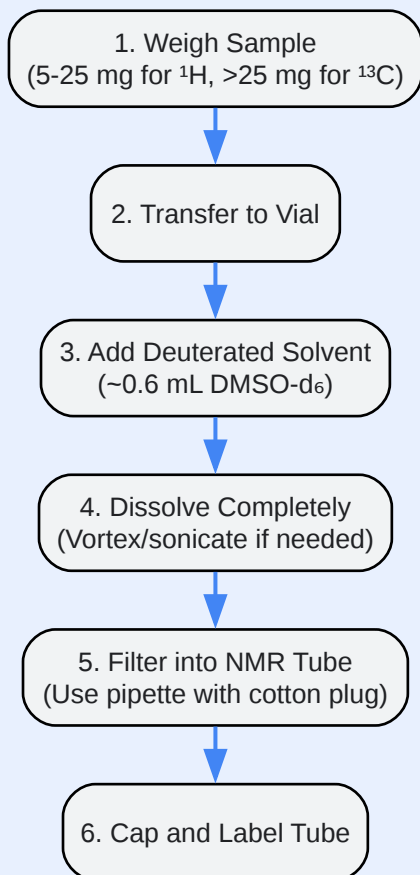 1. Weigh Sample
(5-25 mg for ¹H, >25 mg for ¹³C)
2. Transfer to Vial
3. Add Deuterated Solvent
(~0.6 mL DMSO-d₆)
4. Dissolve Completely
(Vortex/sonicate if needed)
5. Filter into NMR Tube
(Use pipette with cotton plug)
6. Cap and Label Tube